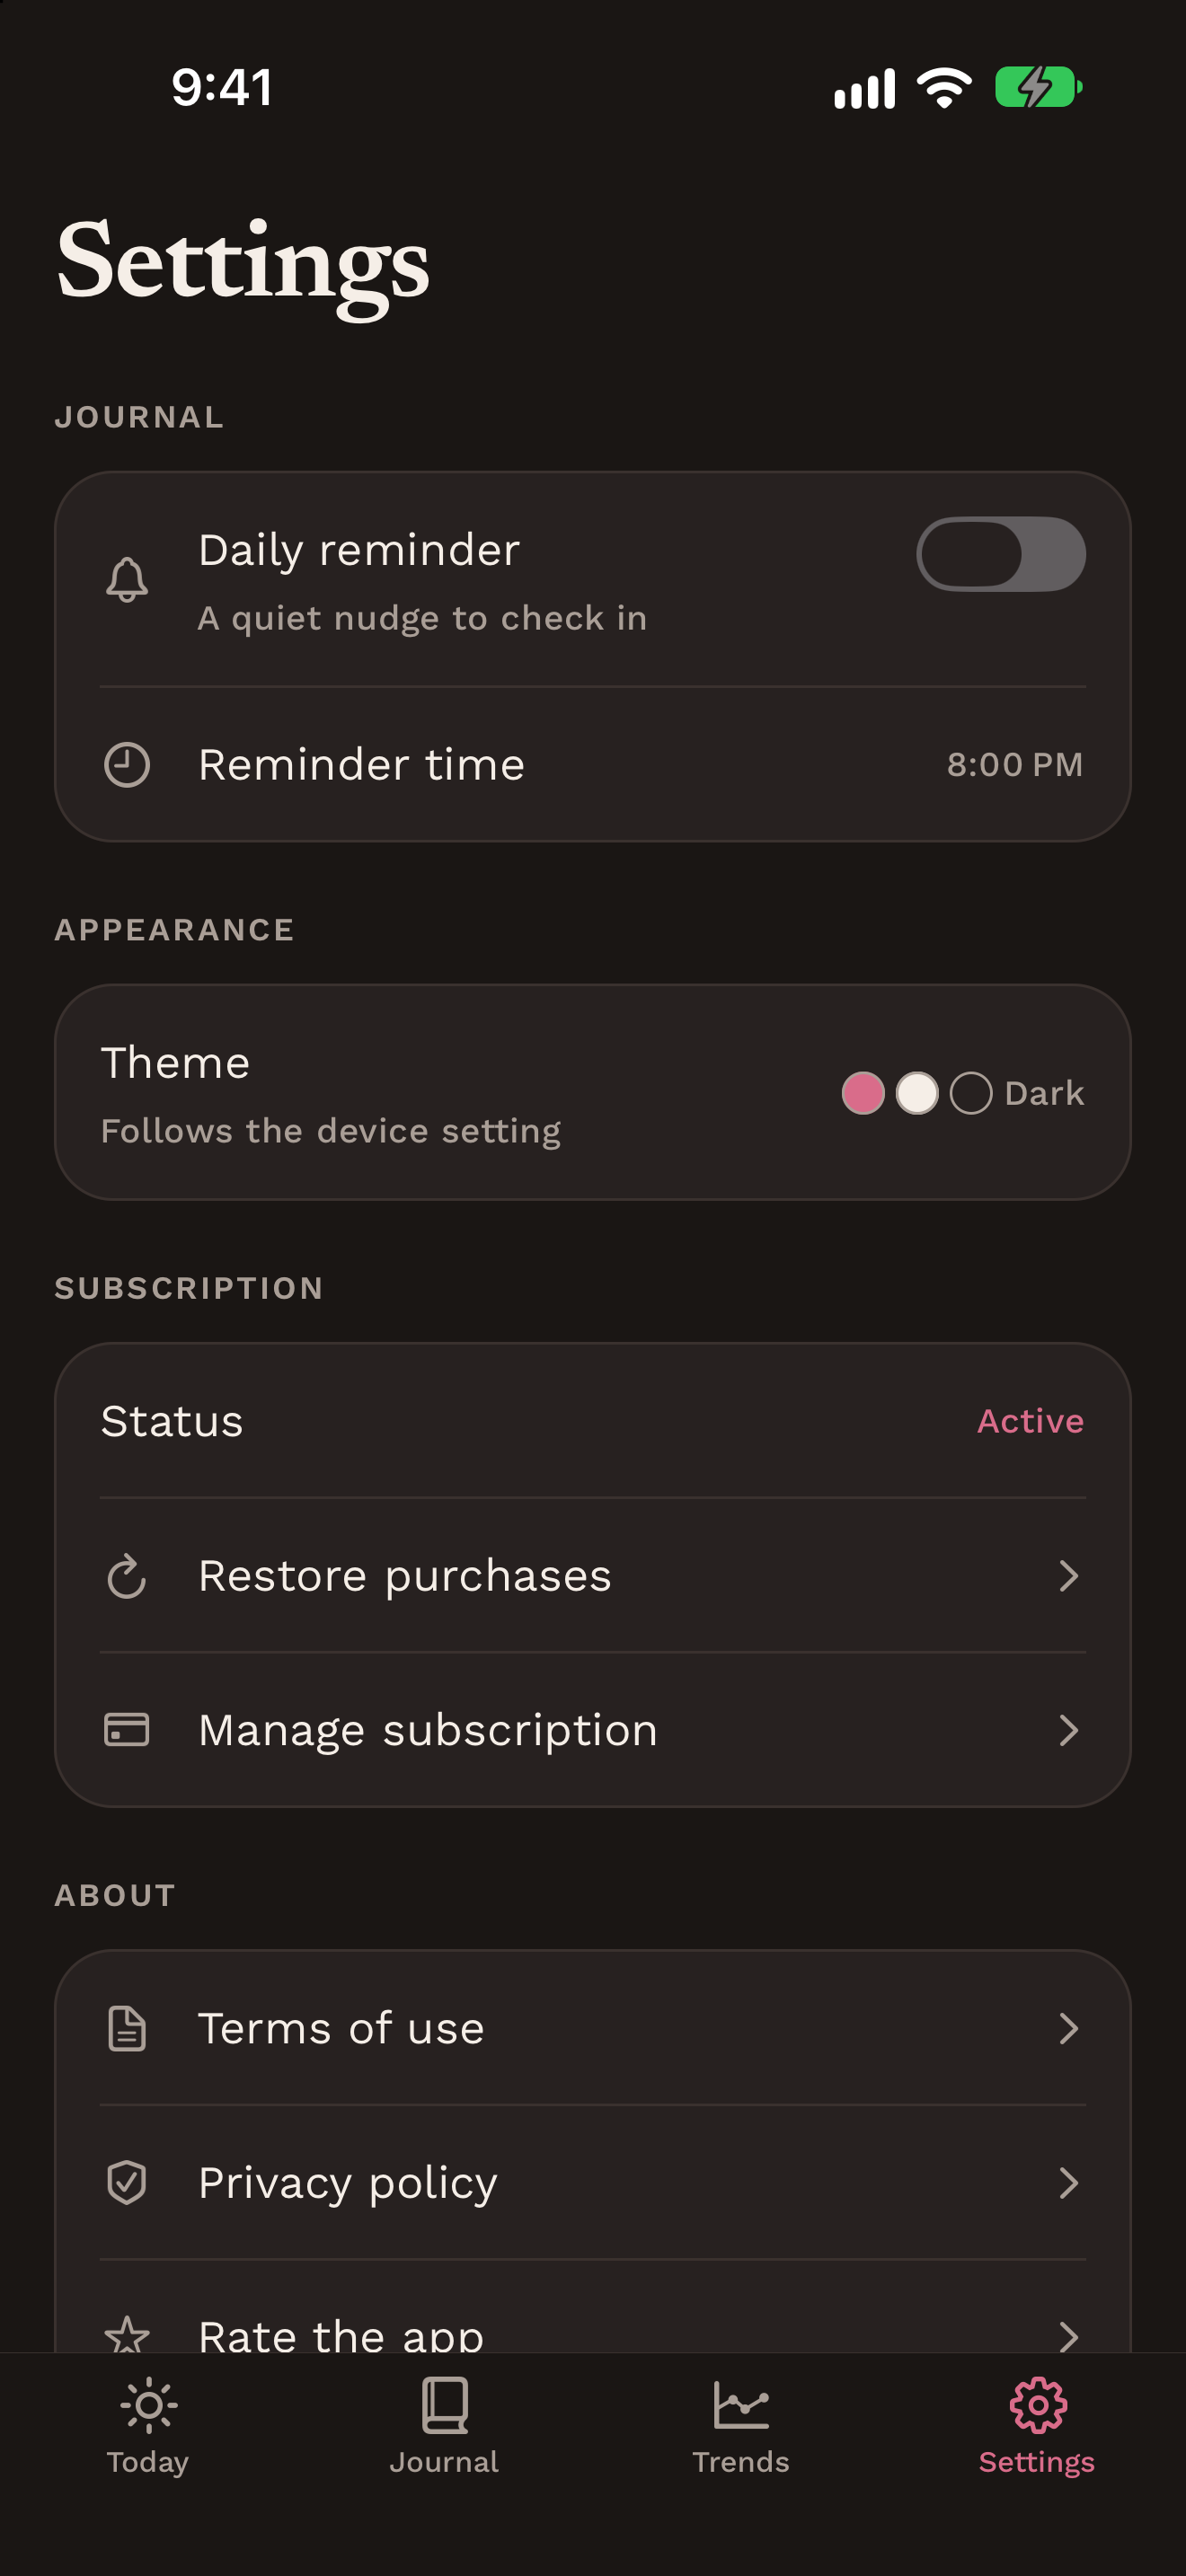 9:41
Settings
JOURNAL
Daily reminder
A quiet nudge to check in
Reminder time
8:00 PM
APPEARANCE
Theme
Follows the device setting
Dark
SUBSCRIPTION
Status
Active
Restore purchases
Manage subscription
ABOUT
Terms of use
Privacy policy
Rate the app
Today
Journal
Trends
Settings